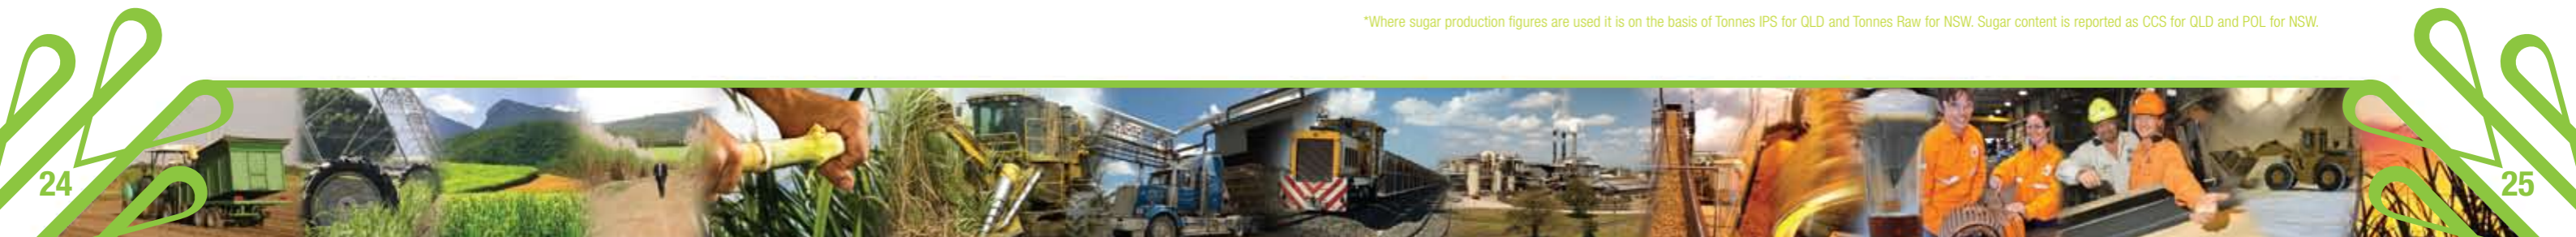 *Where sugar production figures are used it is on the basis of Tonnes IPS for QLD and Tonnes Raw for NSW. Sugar content is reported as CCS for QLD and POL for NSW.
24
25